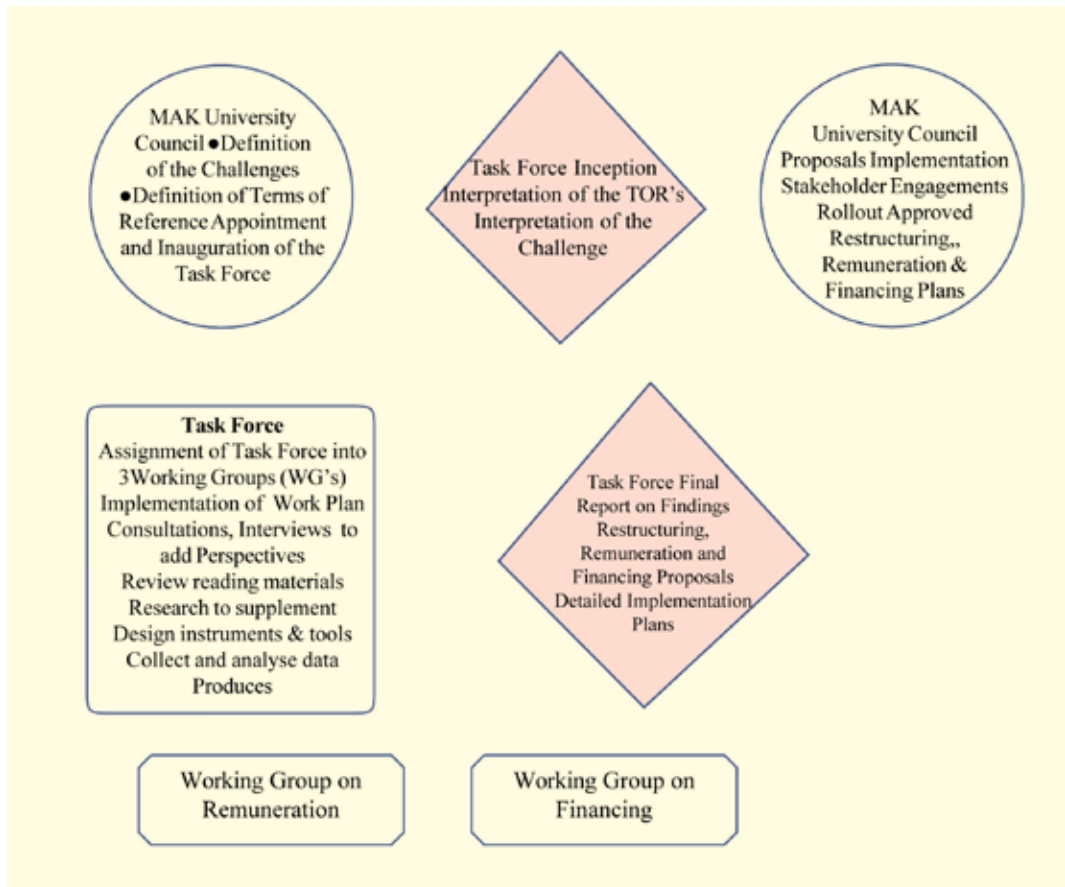 MAK University
Council ●Definition
of the Challenges
●Definition of Terms of
Reference Appointment
and Inauguration of the
Task Force
Task Force Inception
Interpretation of the TOR's
Interpretation of the
Challenge
MAK
University Council
Proposals Implementation
Stakeholder Engagements
Rollout Approved
Restructuring,,
Remuneration &
Financing Plans
Task Force
Assignment of Task Force into
3Working Groups (WG's)
Implementation of Work Plan
Consultations, Interviews to
add Perspectives
Review reading materials
Research to supplement
Design instruments & tools
Collect and analyse data
Produces
Task Force Final
Report on Findings
Restructuring,
Remuneration and
Financing Proposals
Detailed Implementation
Plans
Working Group on
Remuneration
Working Group on
Financing